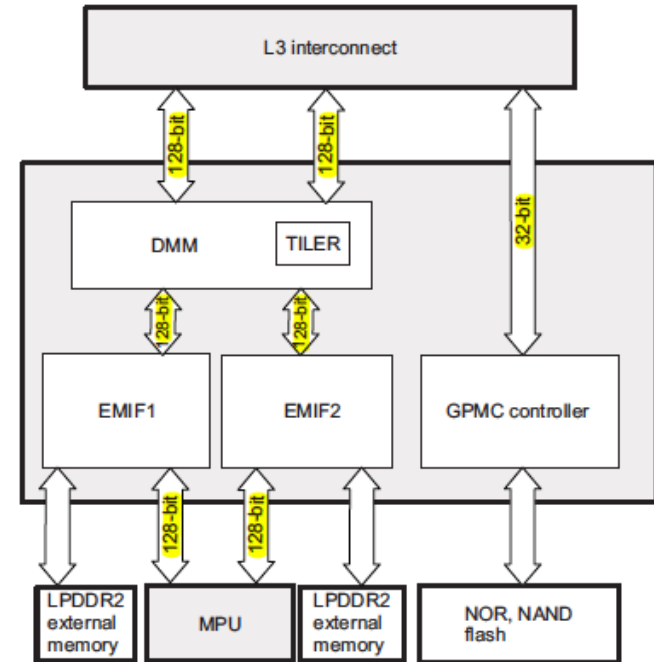 L3 interconnect
128-bit
128-bit
32-bit
DMM
TILER
128-bit
128-bit
EMIF1
EMIF2
GPMC controller
128-bit
128-bit
LPDDR2
external
memory
MPU
LPDDR2
external
memory
NOR, NAND
flash